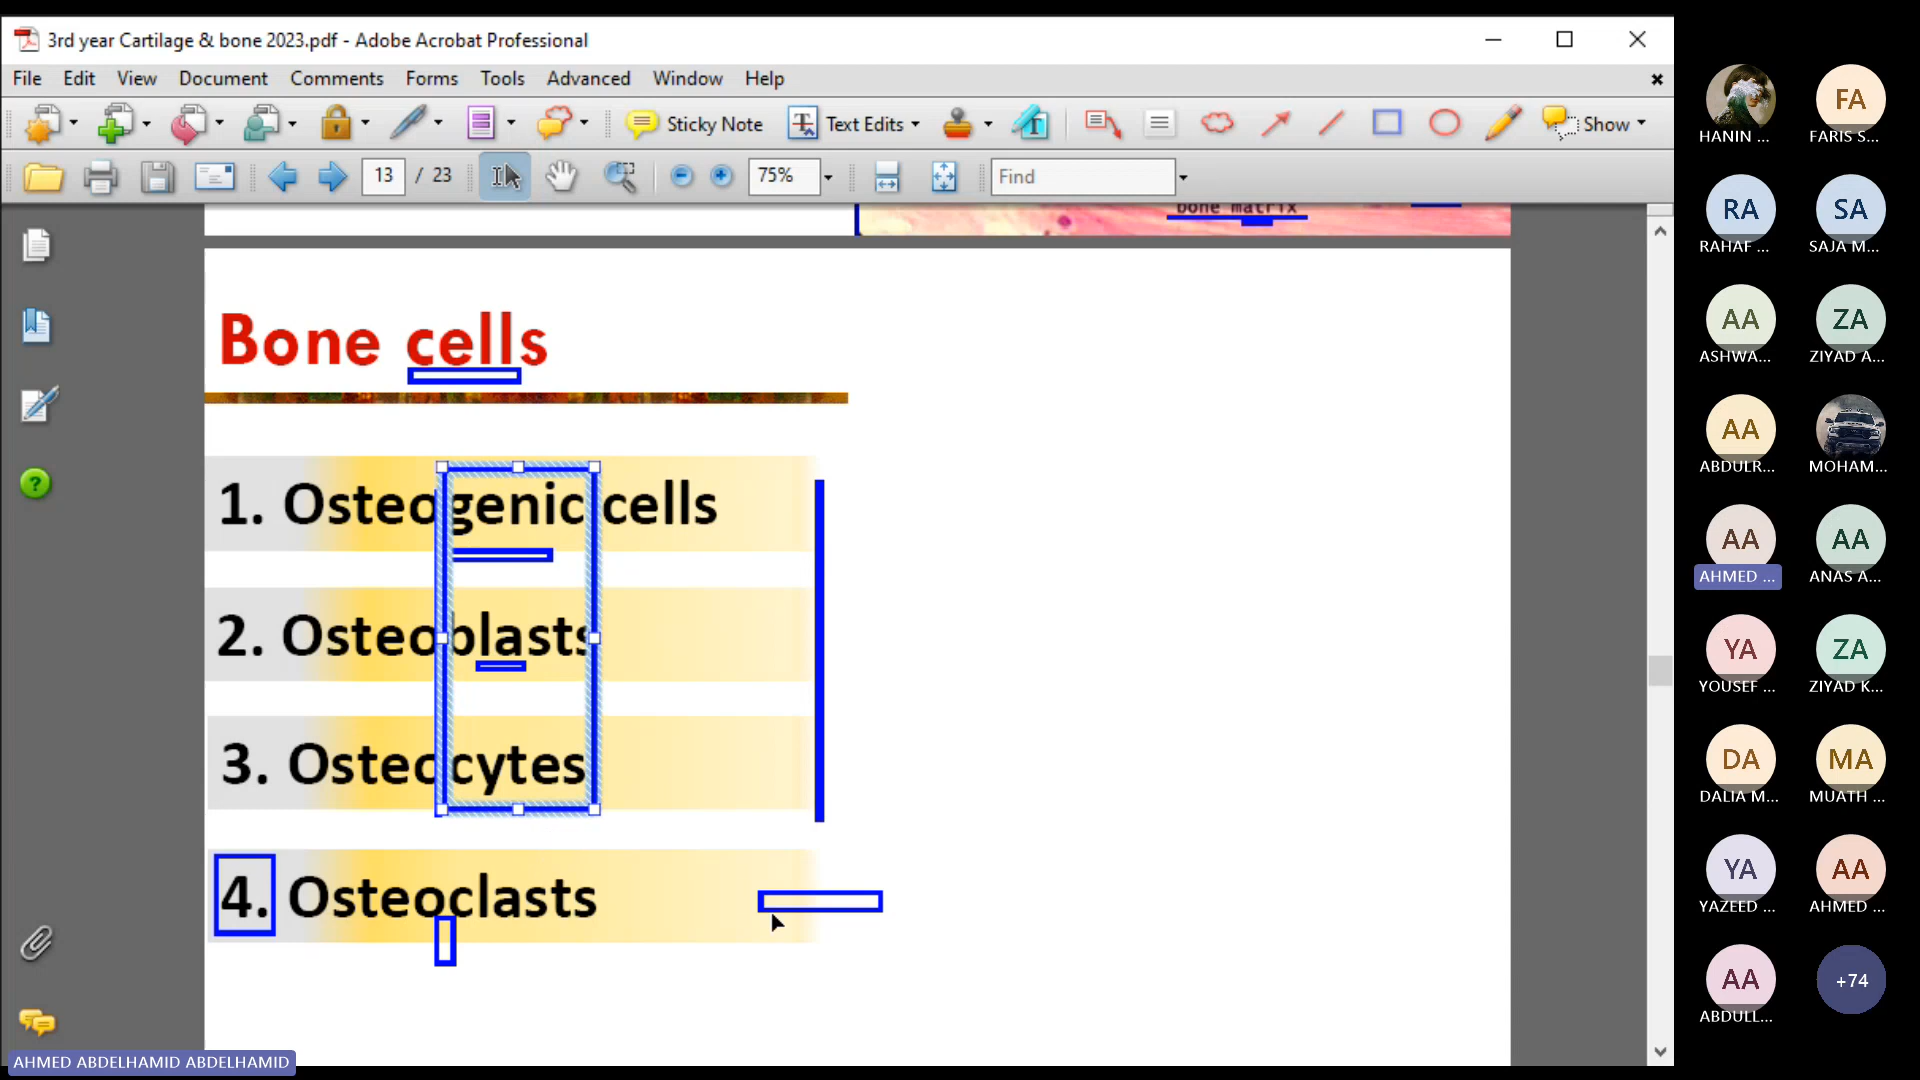 3rd year Cartilage & bone 2023.pdf - Adobe Acrobat Professional
File Edit View Document Comments Forms Tools Advanced Window Help
Sticky Note Text Edits Show
13 / 23 75% Find
bone matrix
Bone cells
1. Osteogenic cells
2. Osteoblasts
3. Osteocytes
4. Osteoclasts
AHMED ABDELHAMID ABDELHAMID
HANIN ...
FA
FARIS S...
RA
RAHAF ...
SA
SAJA M...
AA
ASHWA...
ZA
ZIYAD A...
AA
ABDULR...
MOHAM...
AA
AHMED ...
AA
ANAS A...
YA
YOUSEF ...
ZA
ZIYAD K...
DA
DALIA M...
MA
MUATH ...
YA
YAZEED ...
AA
AHMED ...
AA
ABDULL...
+74